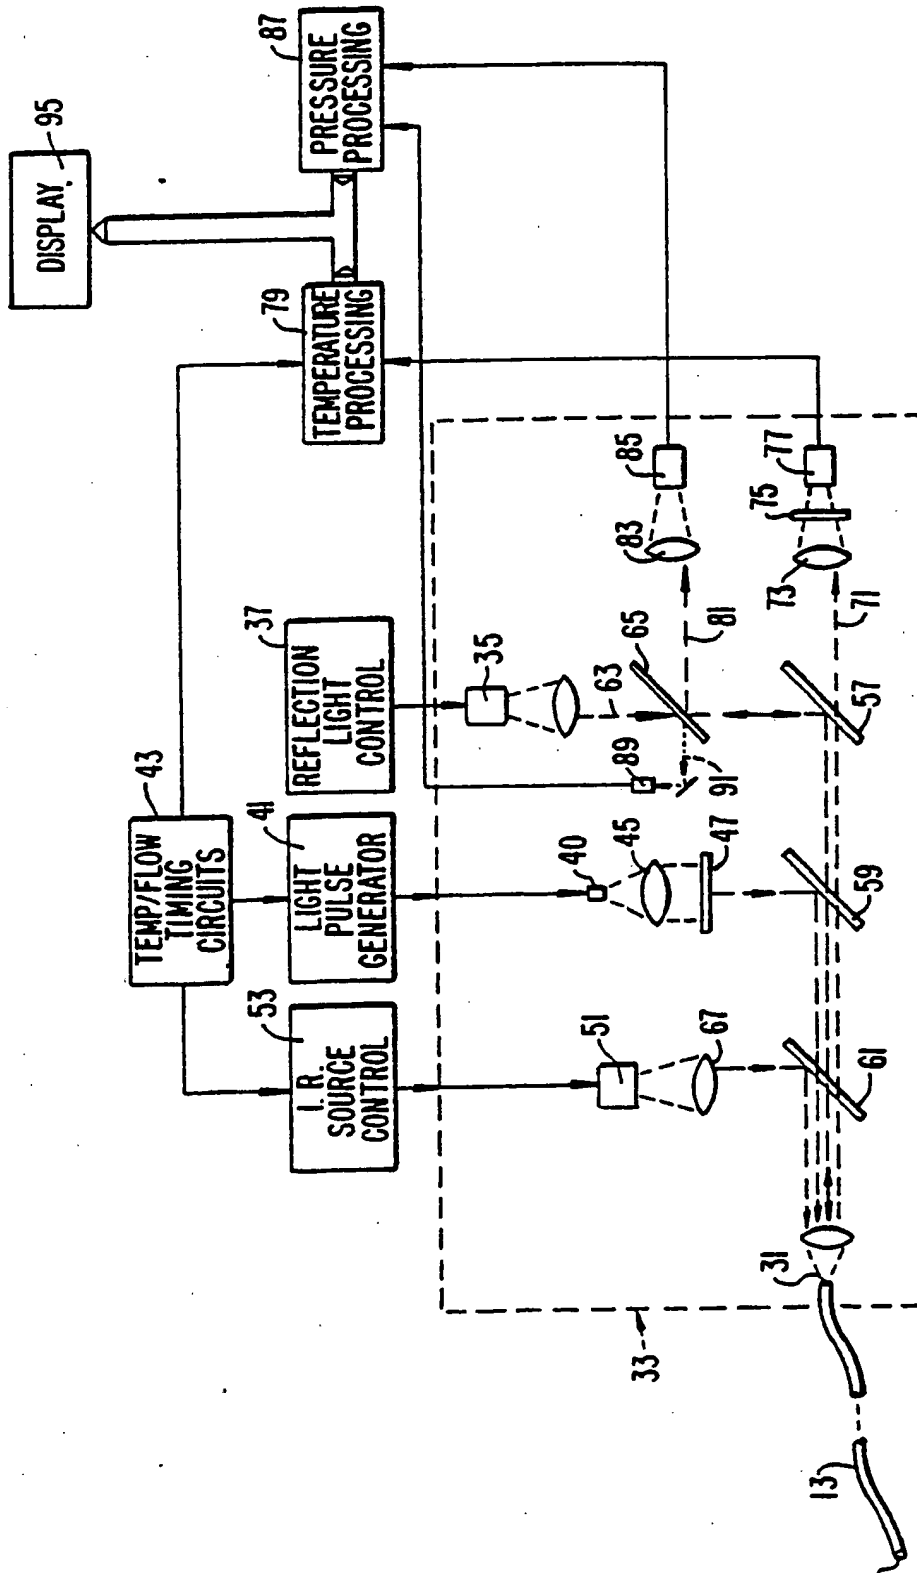 DISPLAY
95
87
PRESSURE
PROCESSING
79
TEMPERATURE
PROCESSING
43
TEMP/FLOW
TIMING
CIRCUITS
53
I.R.
SOURCE
CONTROL
41
LIGHT
PULSE
GENERATOR
37
REFLECTION
LIGHT
CONTROL
51
67
40
45
47
35
63
89
91
65
81
83
85
61
59
57
71
73
75
77
31
33
13